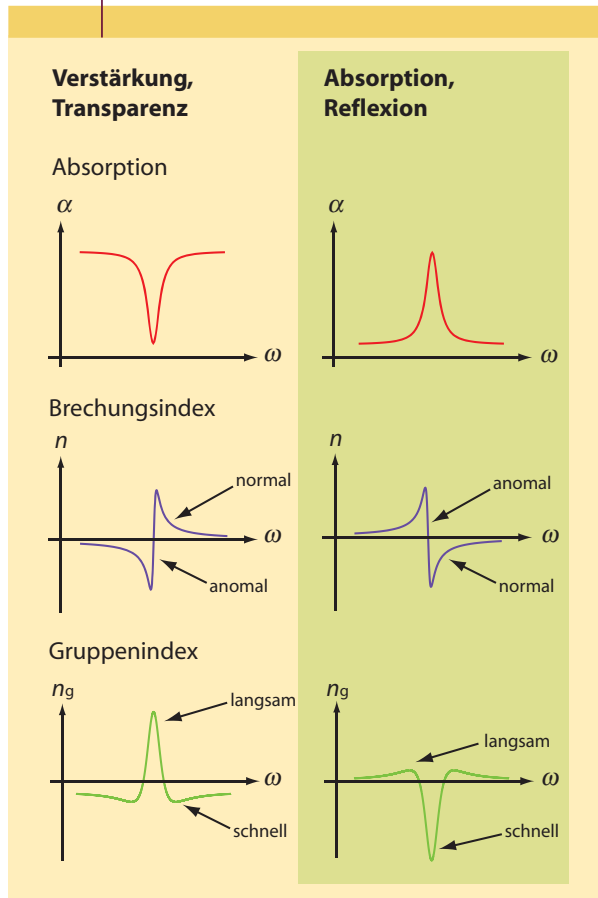 Verstärkung,
Transparenz
Absorption
α
ω
Brechungsindex
n
normal
ω
anomal
Gruppenindex
ng
langsam
ω
schnell
Absorption,
Reflexion
α
ω
n
anomal
ω
normal
ng
langsam
ω
schnell